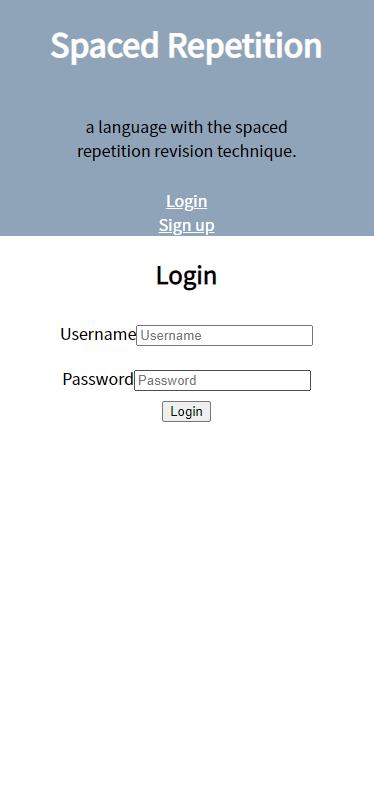 Spaced Repetition
a language with the spaced
repetition revision technique.
Login
Sign up
Login
Username Username
Password Password
Login